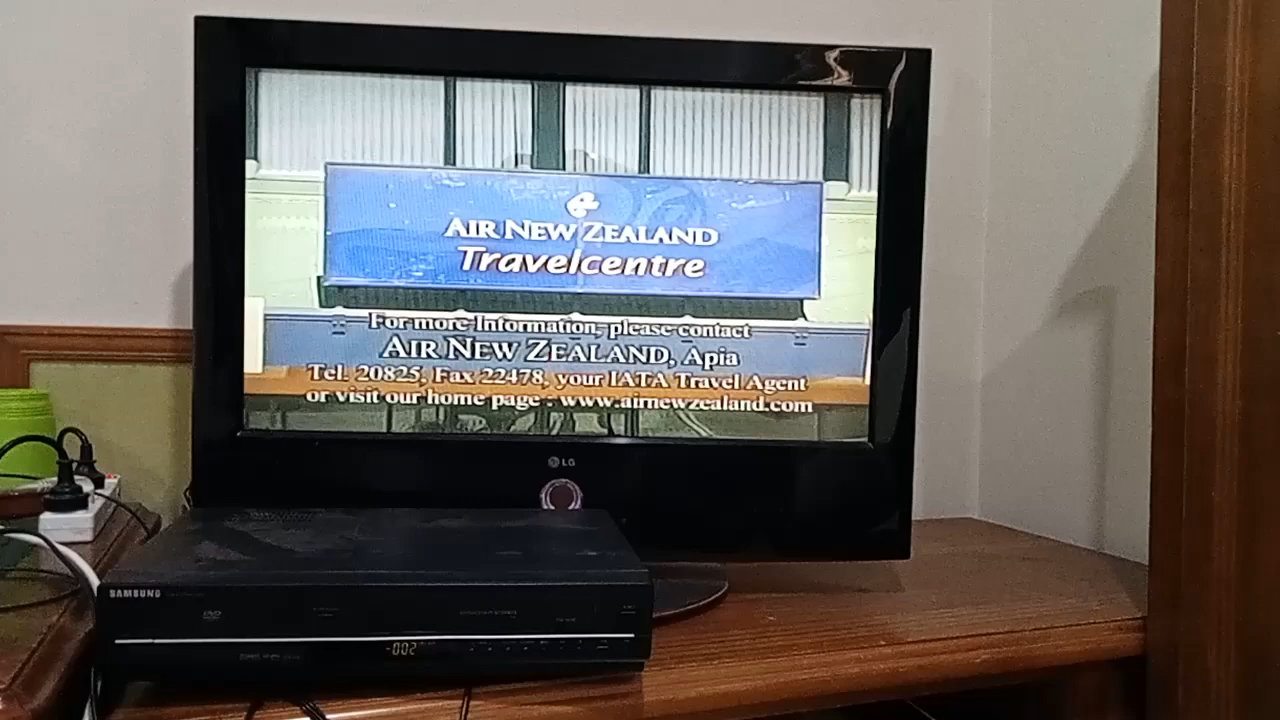 AIR NEW ZEALAND
Travelcentre
For more Information, please contact
AIR NEW ZEALAND, Apia
Tel. 20825, Fax 22478, your IATA Travel Agent
or visit our home page : www.airnewzealand.com
LG
SAMSUNG
DVD
-002